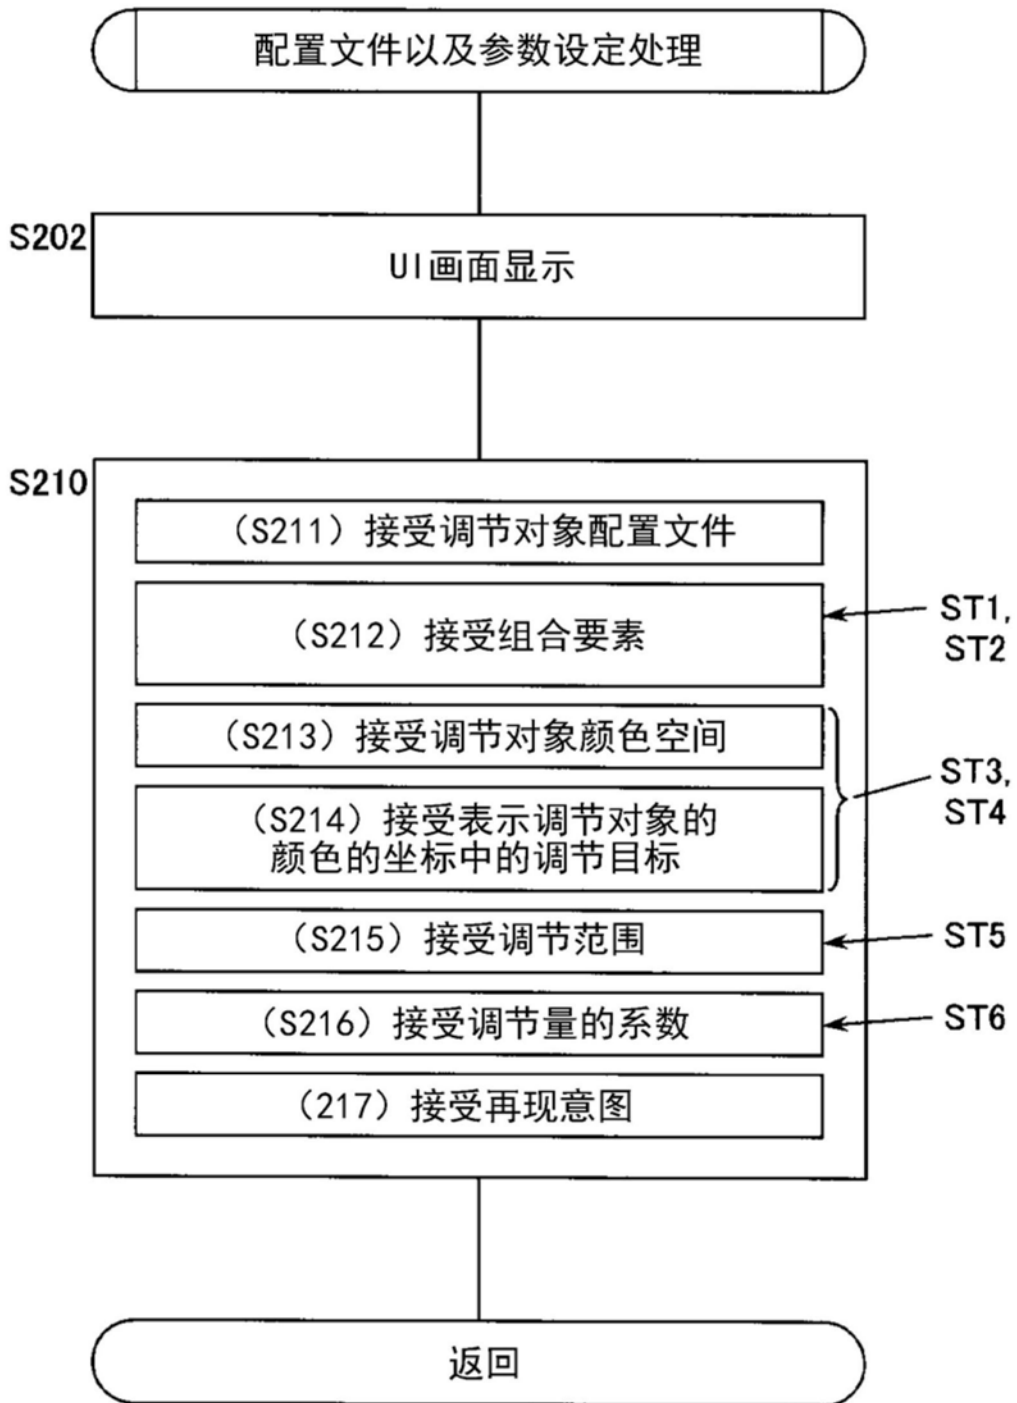 配置文件以及参数设定处理
S202
UI画面显示
S210
(S211)接受调节对象配置文件
(S212)接受组合要素
ST1,
ST2
(S213)接受调节对象颜色空间
(S214)接受表示调节对象的
颜色的坐标中的调节目标
ST3,
ST4
(S215)接受调节范围
ST5
(S216)接受调节量的系数
ST6
(217)接受再现意图
返回